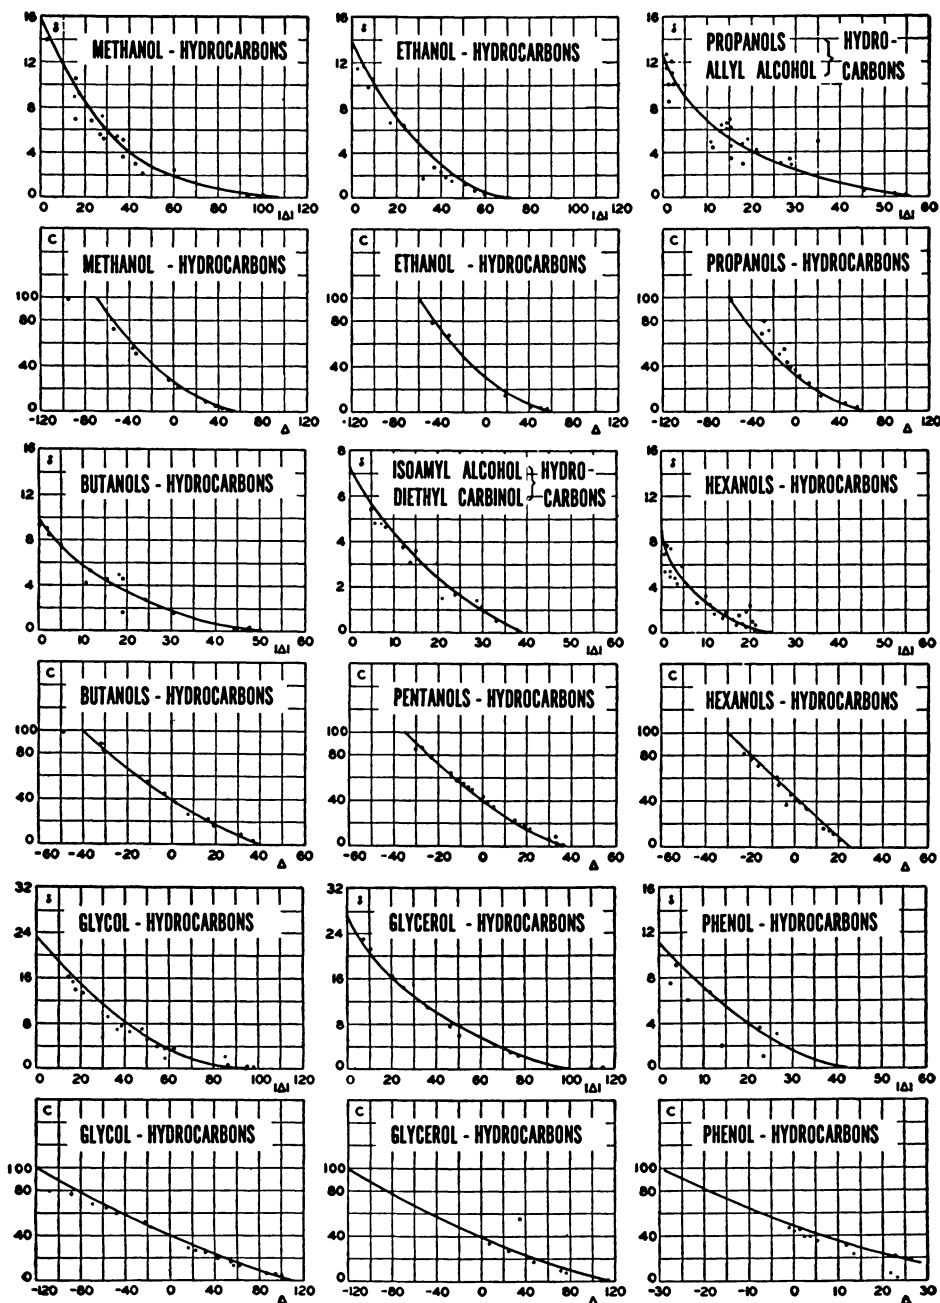 16 δ METHANOL - HYDROCARBONS
12
8
4
0
0 20 40 60 80 100 |Δ| 120
16 δ ETHANOL - HYDROCARBONS
12
8
4
0
0 20 40 60 80 100 |Δ| 120
16 δ PROPANOLS } HYDRO-
12 ALLYL ALCOHOL } CARBONS
8
4
0
0 10 20 30 40 50 |Δ| 60
C
METHANOL - HYDROCARBONS
100
80
40
0
-120 -80 -40 0 40 80 120
Δ
C
ETHANOL - HYDROCARBONS
100
80
40
0
-120 -80 -40 0 40 80 120
Δ
C
PROPANOLS - HYDROCARBONS
100
80
40
0
-120 -80 -40 0 40 80 120
Δ
16 δ
BUTANOLS - HYDROCARBONS
12
8
4
0
0 10 20 30 40 50 |Δ| 60
8 ISOAMYL ALCOHOL } HYDRO-
δ DIETHYL CARBINOL } CARBONS
6
4
2
0
0 10 20 30 40 50 |Δ| 60
16 δ
HEXANOLS - HYDROCARBONS
12
8
4
0
0 10 20 30 40 50 |Δ| 60
C
BUTANOLS - HYDROCARBONS
100
80
40
0
-60 -40 -20 0 20 40 60
Δ
C
PENTANOLS - HYDROCARBONS
100
80
40
0
-60 -40 -20 0 20 40 60
Δ
C
HEXANOLS - HYDROCARBONS
100
80
40
0
-60 -40 -20 0 20 40 60
Δ
32 δ
GLYCOL - HYDROCARBONS
24
16
8
0
0 20 40 60 80 100 |Δ| 120
32 δ
GLYCEROL - HYDROCARBONS
24
16
8
0
0 20 40 60 80 100 |Δ| 120
16 δ
PHENOL - HYDROCARBONS
12
8
4
0
0 10 20 30 40 50 |Δ| 60
C
GLYCOL - HYDROCARBONS
100
80
40
0
-120 -80 -40 0 40 80 120
Δ
C
GLYCEROL - HYDROCARBONS
100
80
40
0
-120 -80 -40 0 40 80 120
Δ
C
PHENOL - HYDROCARBONS
100
80
40
0
-30 -20 -10 0 10 20 30
Δ